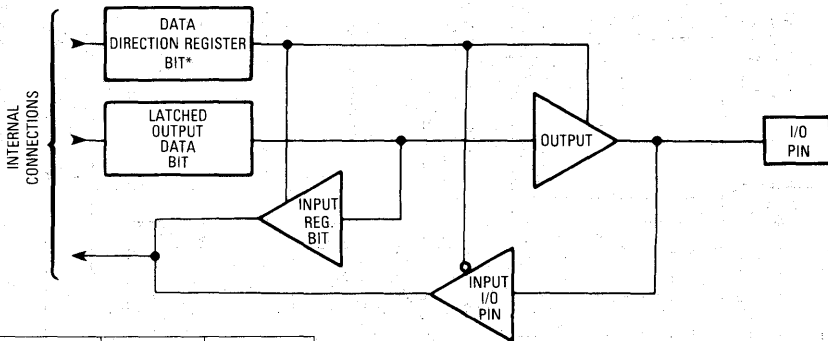 INTERNAL
CONNECTIONS
DATA
DIRECTION REGISTER
BIT*
LATCHED
OUTPUT
DATA
BIT
OUTPUT
I/O
PIN
INPUT
REG.
BIT
INPUT
I/O
PIN